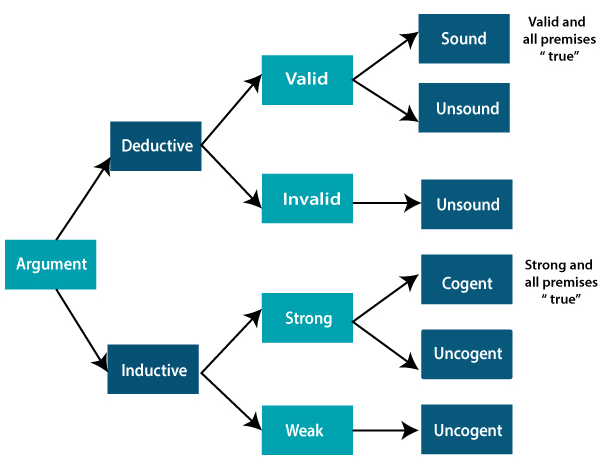 Valid and
all premises
“ true”
Sound
Valid
Unsound
Deductive
Invalid
Unsound
Argument
Strong and
all premises
“ true”
Cogent
Strong
Uncogent
Inductive
Weak
Uncogent